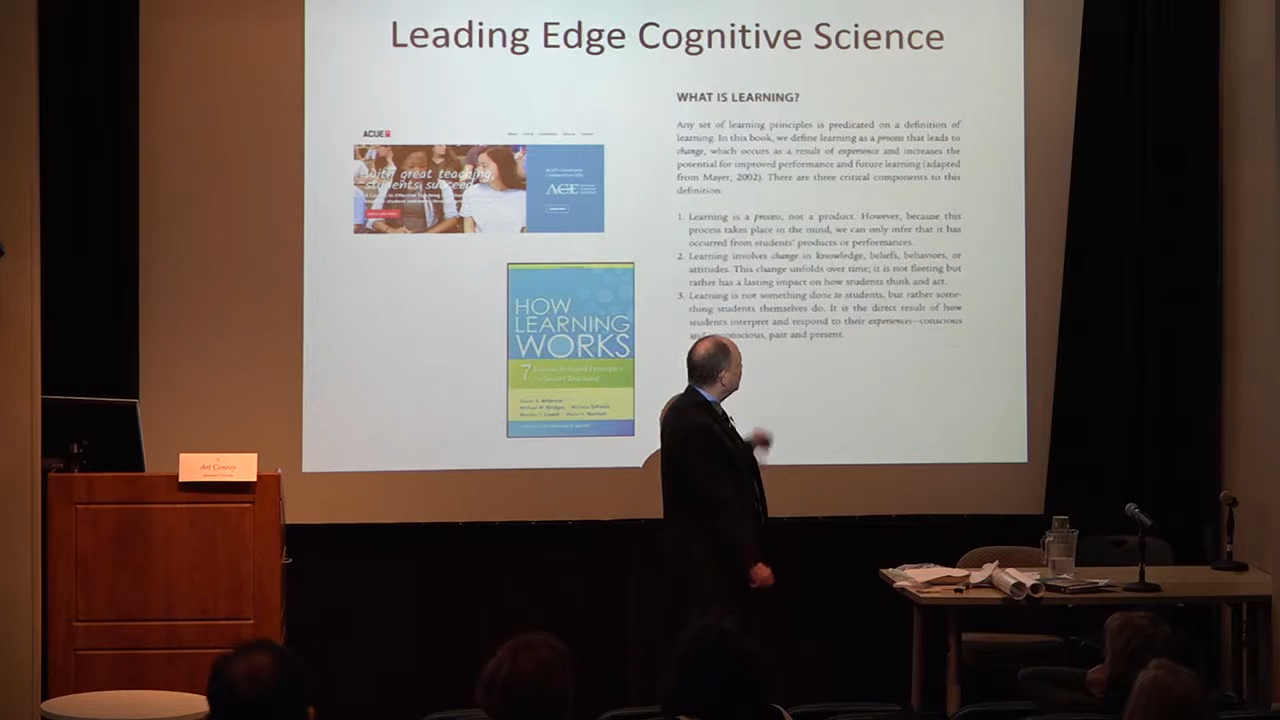 Leading Edge Cognitive Science
ACUE
with great teaching,
students succeed
ACE
HOW
LEARNING
WORKS
7 Research-Based Principles
for Smart Teaching
WHAT IS LEARNING?
Any set of learning principles is predicated on a definition of
learning. In this book, we define learning as a process that leads to
change, which occurs as a result of experience and increases the
potential for improved performance and future learning (adapted
from Mayer, 2002). There are three critical components to this
definition:
1. Learning is a process, not a product. However, because this
process takes place in the mind, we can only infer that it has
occurred from students' products or performances.
2. Learning involves change in knowledge, beliefs, behaviors, or
attitudes. This change unfolds over time; it is not fleeting but
rather has a lasting impact on how students think and act.
3. Learning is not something done to students, but rather some-
thing students themselves do. It is the direct result of how
students interpret and respond to their experiences—conscious
conscious, past and present.
Art Conroy